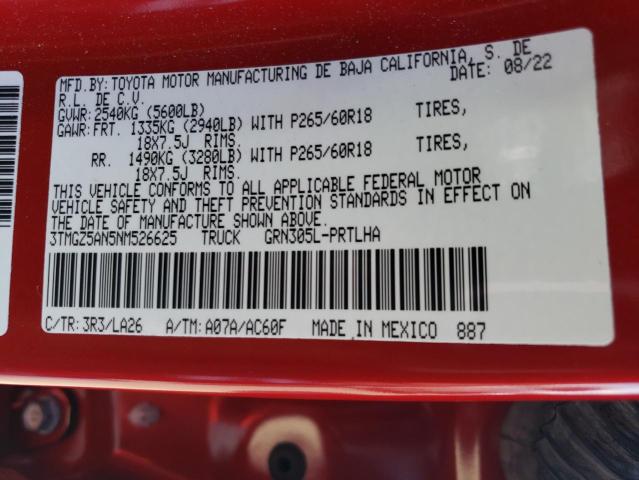 MFD.BY: TOYOTA MOTOR MANUFACTURING DE BAJA CALIFORNIA, S. DE
R.L. DE C.V. DATE: 08/22
GVWR: 2540KG (5600LB)
GAWR: FRT. 1335KG (2940LB) WITH P265/60R18 TIRES,
18X7.5J RIMS.
RR. 1490KG (3280LB) WITH P265/60R18 TIRES,
18X7.5J RIMS.
THIS VEHICLE CONFORMS TO ALL APPLICABLE FEDERAL MOTOR
VEHICLE SAFETY AND THEFT PREVENTION STANDARDS IN EFFECT ON
THE DATE OF MANUFACTURE SHOWN ABOVE.
3TMGZ5AN5NM526625 TRUCK GRN305L-PRTLHA
C/TR: 3R3/LA26 A/TM: A07A/AC60F MADE IN MEXICO 887